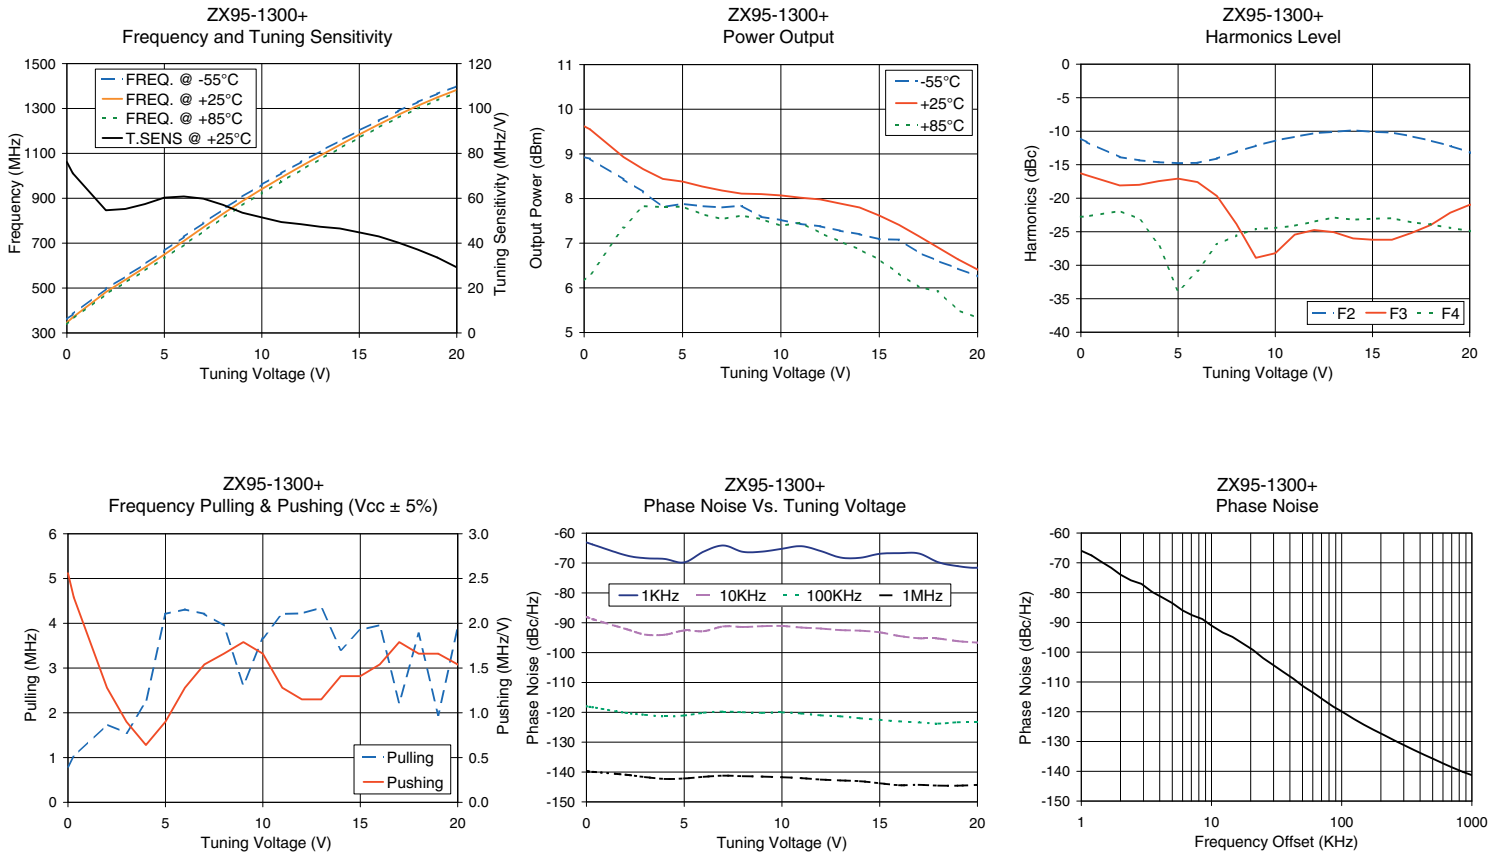 ZX95-1300+
Frequency and Tuning Sensitivity
1500
1300
1100
900
700
500
300
Frequency (MHz)
FREQ. @ -55°C
FREQ. @ +25°C
FREQ. @ +85°C
T.SENS @ +25°C
120
100
80
60
40
20
0
Tuning Sensitivity (MHz/V)
0 5 10 15 20
Tuning Voltage (V)
ZX95-1300+
Power Output
11
10
9
8
7
6
5
Output Power (dBm)
-55°C
+25°C
+85°C
0 5 10 15 20
Tuning Voltage (V)
ZX95-1300+
Harmonics Level
0
-5
-10
-15
-20
-25
-30
-35
-40
Harmonics (dBc)
F2 F3 F4
0 5 10 15 20
Tuning Voltage (V)
ZX95-1300+
Frequency Pulling & Pushing (Vcc ± 5%)
6
5
4
3
2
1
0
Pulling (MHz)
Pulling
Pushing
3.0
2.5
2.0
1.5
1.0
0.5
0.0
Pushing (MHz/V)
0 5 10 15 20
Tuning Voltage (V)
ZX95-1300+
Phase Noise Vs. Tuning Voltage
-60
-70
-80
-90
-100
-110
-120
-130
-140
-150
Phase Noise (dBc/Hz)
1KHz 10KHz 100KHz 1MHz
0 5 10 15 20
Tuning Voltage (V)
ZX95-1300+
Phase Noise
-60
-70
-80
-90
-100
-110
-120
-130
-140
-150
Phase Noise (dBc/Hz)
1 10 100 1000
Frequency Offset (KHz)